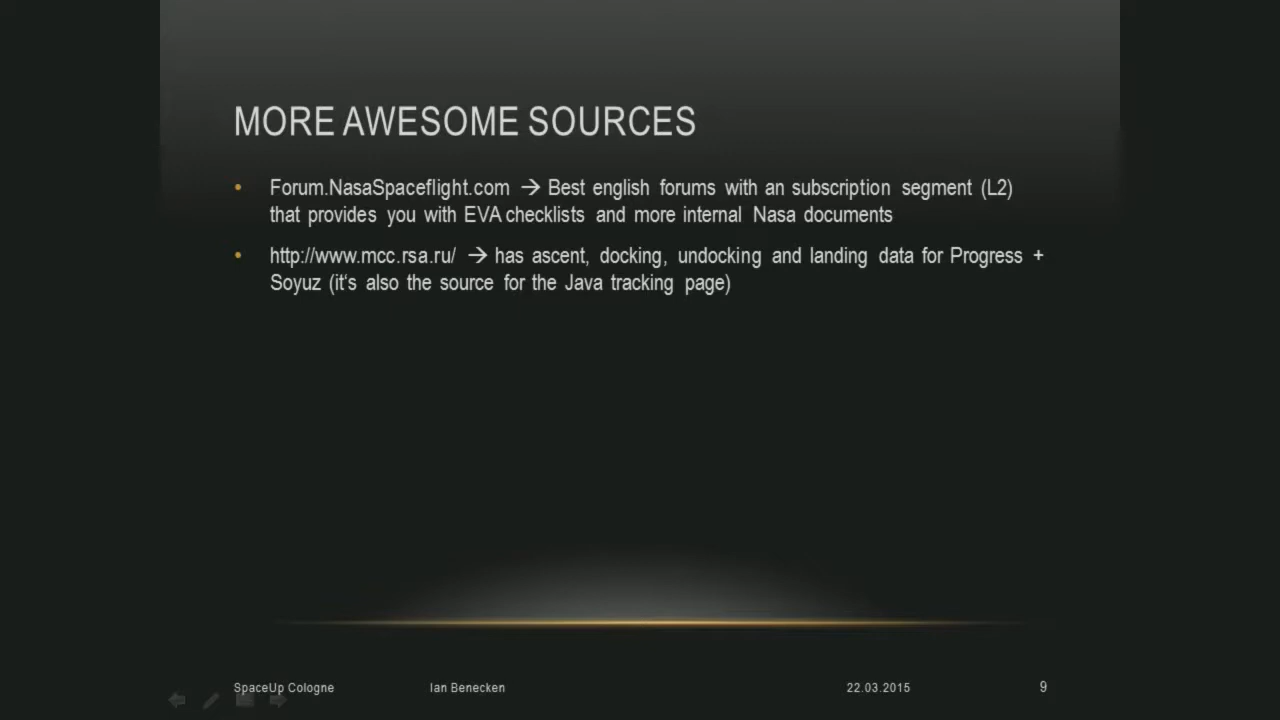 MORE AWESOME SOURCES
• Forum.NasaSpaceflight.com → Best english forums with an subscription segment (L2)
that provides you with EVA checklists and more internal Nasa documents
• http://www.mcc.rsa.ru/ → has ascent, docking, undocking and landing data for Progress +
Soyuz (it's also the source for the Java tracking page)
SpaceUp Cologne Ian Benecken 22.03.2015 9